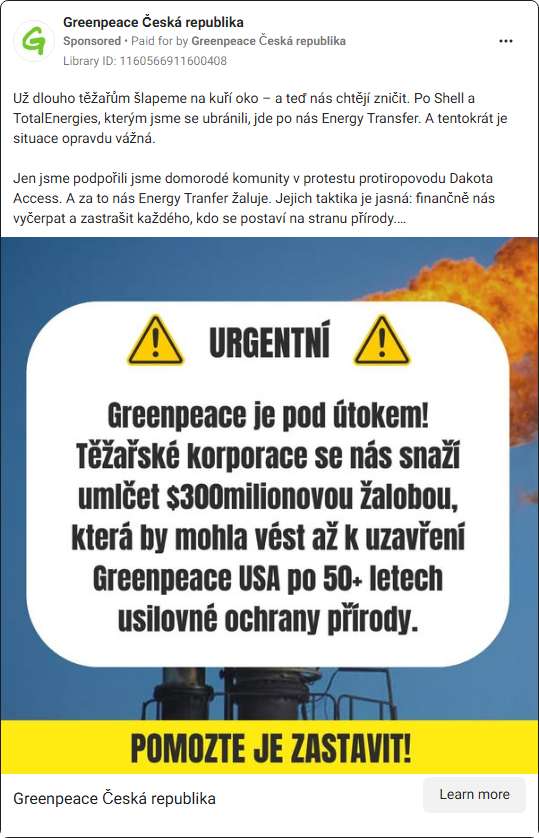 Greenpeace Česká republika
Sponsored • Paid for by Greenpeace Česká republika
Library ID: 1160566911600408
Už dlouho těžařům šlapeme na kuří oko – a teď nás chtějí zničit. Po Shell a
TotalEnergies, kterým jsme se ubránili, jde po nás Energy Transfer. A tentokrát je
situace opravdu vážná.
Jen jsme podpořili jsme domorodé komunity v protestu protiropovodu Dakota
Access. A za to nás Energy Tranfer žaluje. Jejich taktika je jasná: finančně nás
vyčerpat a zastrašit každého, kdo se postaví na stranu přírody.…
URGENTNÍ
Greenpeace je pod útokem!
Těžařské korporace se nás snaží
umlčet $300milionovou žalobou,
která by mohla vést až k uzavření
Greenpeace USA po 50+ letech
usilovné ochrany přírody.
POMOZTE JE ZASTAVIT!
Greenpeace Česká republika
Learn more